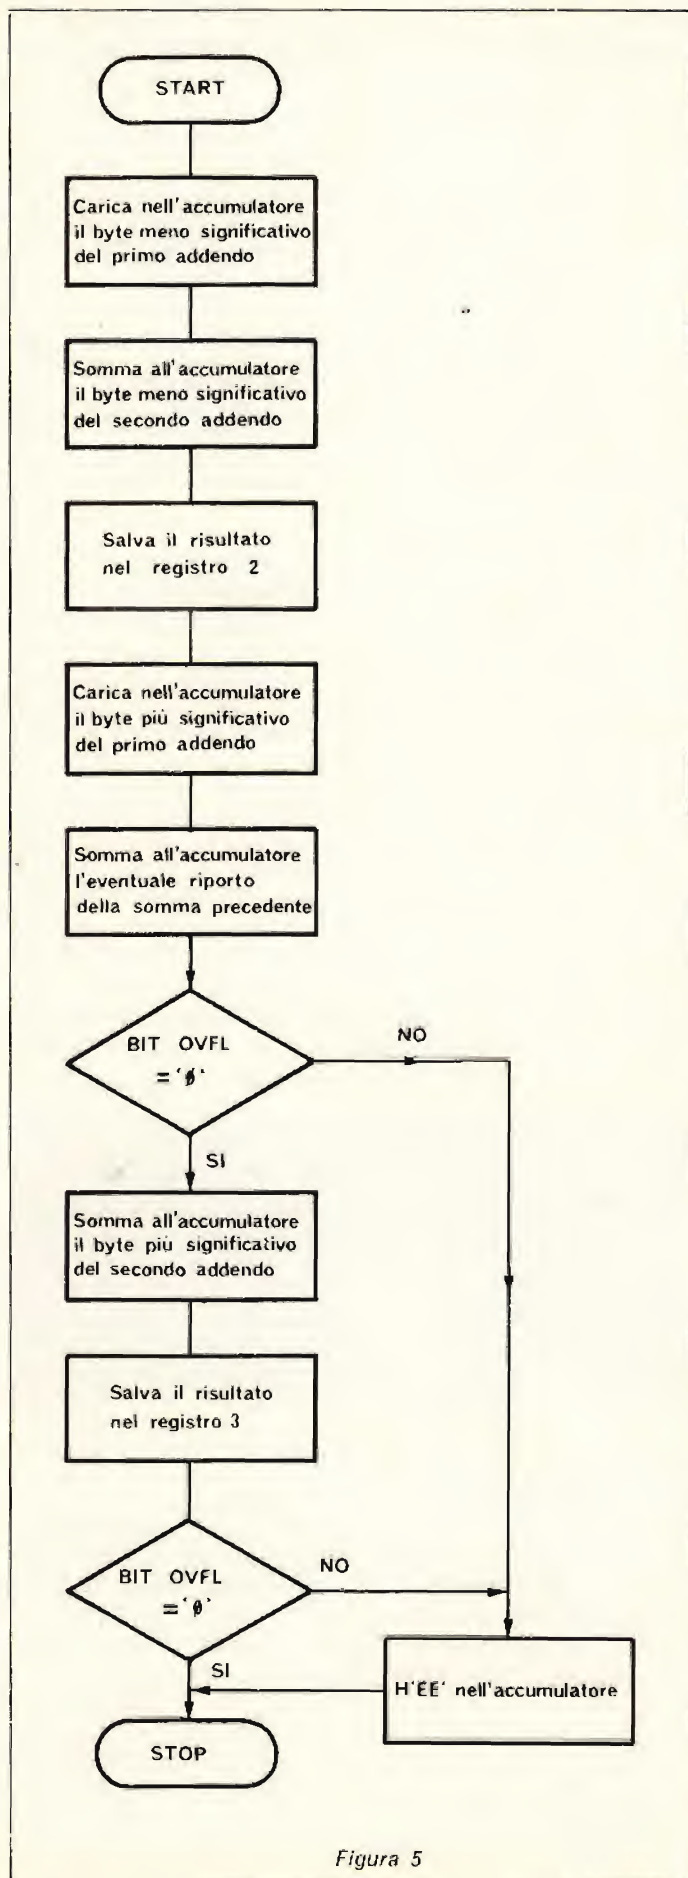 START
Carica nell'accumulatore
il byte meno significativo
del primo addendo
Somma all'accumulatore
il byte meno significativo
del secondo addendo
Salva il risultato
nel registro 2
Carica nell'accumulatore
il byte più significativo
del primo addendo
Somma all'accumulatore
l'eventuale riporto
della somma precedente
BIT OVFL
='Ø'
NO
SI
Somma all'accumulatore
il byte più significativo
del secondo addendo
Salva il risultato
nel registro 3
BIT OVFL
='Ø'
NO
SI
H'EE' nell'accumulatore
STOP
Figura 5